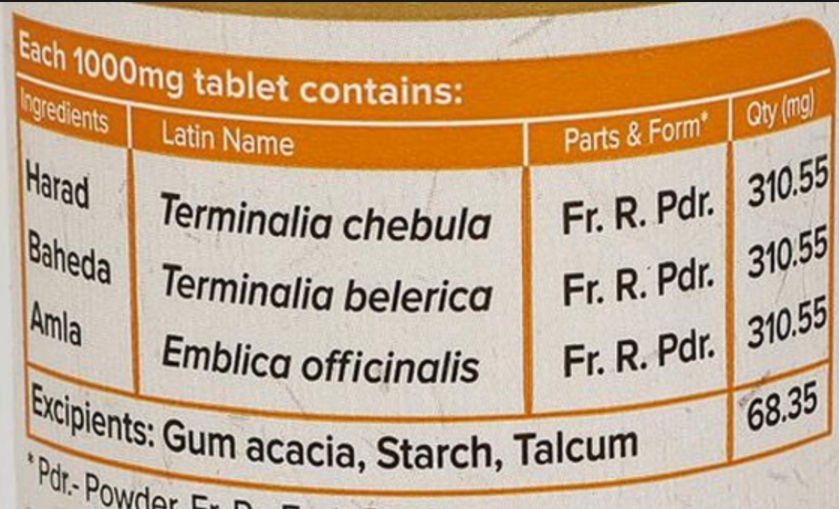 Each 1000mg tablet contains:
Ingredients Latin Name Parts & Form* Qty (mg)
Harad Terminalia chebula Fr. R. Pdr. 310.55
Baheda Terminalia belerica Fr. R. Pdr. 310.55
Amla Emblica officinalis Fr. R. Pdr. 310.55
Excipients: Gum acacia, Starch, Talcum 68.35
* Pdr.- Powder